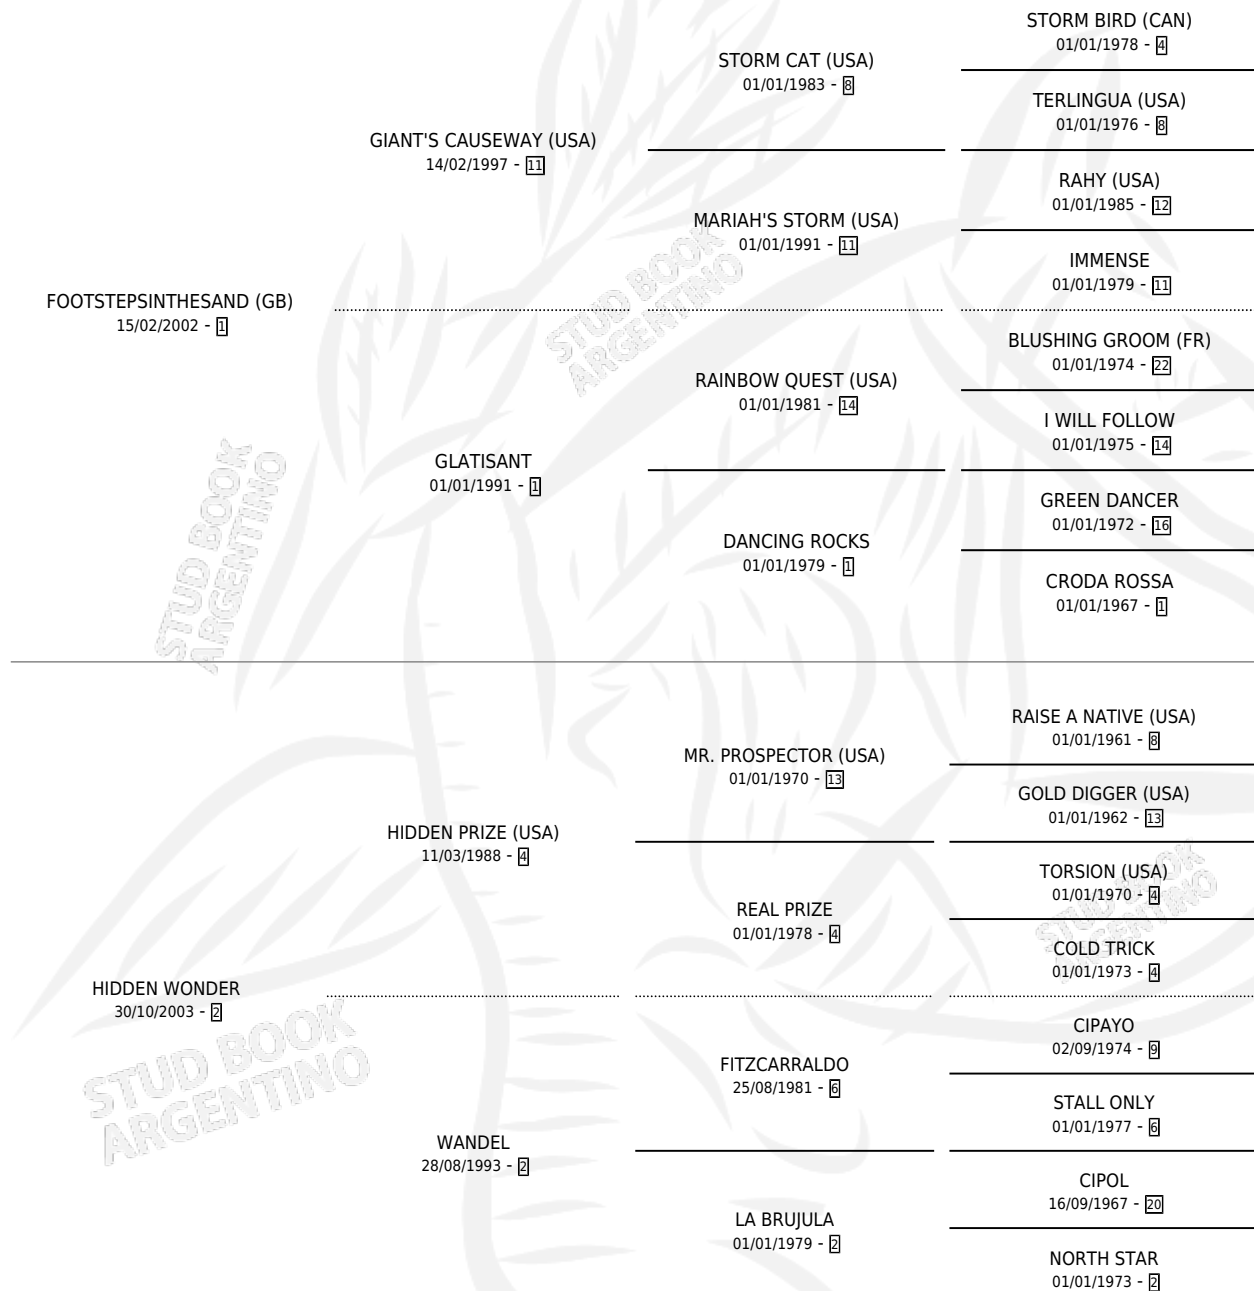 STORM BIRD (CAN)
01/01/1978 - 4
STORM CAT (USA)
01/01/1983 - 8
TERLINGUA (USA)
01/01/1976 - 8
GIANT'S CAUSEWAY (USA)
14/02/1997 - 11
RAHY (USA)
01/01/1985 - 12
MARIAH'S STORM (USA)
01/01/1991 - 11
IMMENSE
01/01/1979 - 11
FOOTSTEPSINTHESAND (GB)
15/02/2002 - 1
BLUSHING GROOM (FR)
01/01/1974 - 22
RAINBOW QUEST (USA)
01/01/1981 - 14
I WILL FOLLOW
01/01/1975 - 14
GLATISANT
01/01/1991 - 1
GREEN DANCER
01/01/1972 - 16
DANCING ROCKS
01/01/1979 - 1
CRODA ROSSA
01/01/1967 - 1
RAISE A NATIVE (USA)
01/01/1961 - 8
MR. PROSPECTOR (USA)
01/01/1970 - 13
GOLD DIGGER (USA)
01/01/1962 - 13
HIDDEN PRIZE (USA)
11/03/1988 - 4
TORSION (USA)
01/01/1970 - 4
REAL PRIZE
01/01/1978 - 4
COLD TRICK
01/01/1973 - 4
HIDDEN WONDER
30/10/2003 - 2
CIPAYO
02/09/1974 - 9
FITZCARRALDO
25/08/1981 - 6
STALL ONLY
01/01/1977 - 6
WANDEL
28/08/1993 - 2
CIPOL
16/09/1967 - 20
LA BRUJULA
01/01/1979 - 2
NORTH STAR
01/01/1973 - 2
STUD BOOK
ARGENTINO
STUD BOOK
ARGENTINO
STUD BOOK
ARGENTINO
STUD BOOK
ARGENTINO